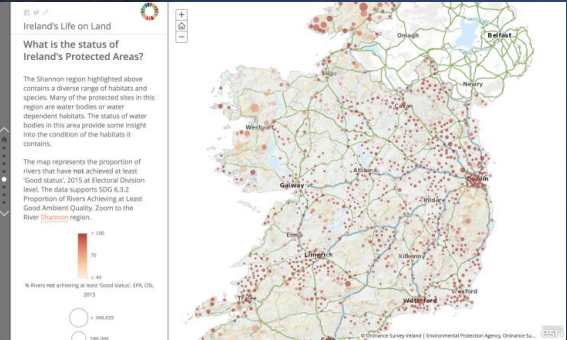 Ireland's Life on Land
What is the status of
Ireland's Protected Areas?
The Shannon region highlighted above
contains a diverse range of habitats and
species. Many of the protected sites in this
region are water bodies or water
dependent habitats. The status of water
bodies in this area provide some insight
into the condition of the habitats it
contains.
The map represents the proportion of
rivers that have not achieved at least
'Good status', 2015 at Electoral Division
level. The data supports SDG 6.3.2
Proportion of Rivers Achieving at Least
Good Ambient Quality. Zoom to the
River Shannon region.
> 100
70
< 40
% Rivers not achieving at least 'Good status', EPA, OSi,
2015
+
−
Omagh
Belfast
Sligo
Newry
Cavan
Westport
Athlone
Dublin
Galway
Kildare
Ennis
Limerick
Kilkenny
Tralee
Wexford
Waterford
© Ordnance Survey Ireland | Environmental Protection Agency, Ordnance Su...
esri